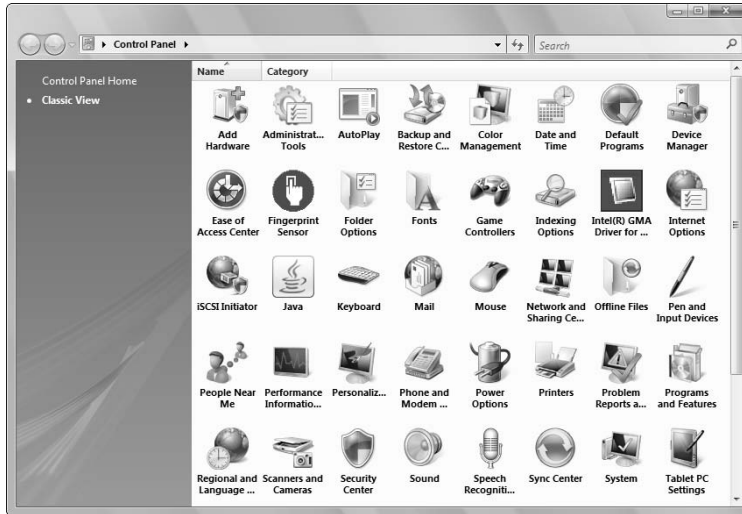 Control Panel
Search
Control Panel Home
Classic View
Name Category
Add Hardware
Administrat... Tools
AutoPlay
Backup and Restore C...
Color Management
Date and Time
Default Programs
Device Manager
Ease of Access Center
Fingerprint Sensor
Folder Options
Fonts
Game Controllers
Indexing Options
Intel(R) GMA Driver for ...
Internet Options
iSCSI Initiator
Java
Keyboard
Mail
Mouse
Network and Sharing Ce...
Offline Files
Pen and Input Devices
People Near Me
Performance Informatio...
Personaliz...
Phone and Modem ...
Power Options
Printers
Problem Reports a...
Programs and Features
Regional and Language ...
Scanners and Cameras
Security Center
Sound
Speech Recogniti...
Sync Center
System
Tablet PC Settings